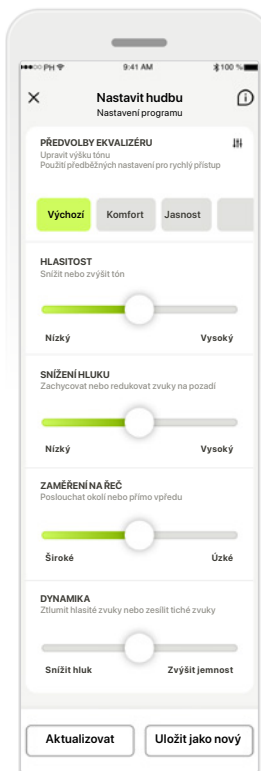 PH 9:41 AM 100 %
Nastavit hudbu
Nastavení programu
PŘEDVOLBY EKVALIZÉRU
Upravit výšku tónu
Použití předběžných nastavení pro rychlý přístup
Výchozí Komfort Jasnost
HLASITOST
Snížit nebo zvýšit tón
Nízký Vysoký
SNÍŽENÍ HLUKU
Zachycovat nebo redukovat zvuky na pozadí
Nízký Vysoký
ZAMĚŘENÍ NA ŘEČ
Poslouchat okolí nebo přímo vpředu
Široké Úzké
DYNAMIKA
Ztlumit hlasité zvuky nebo zesílit tiché zvuky
Snížit hluk Zvýšit jemnost
Aktualizovat Uložit jako nový